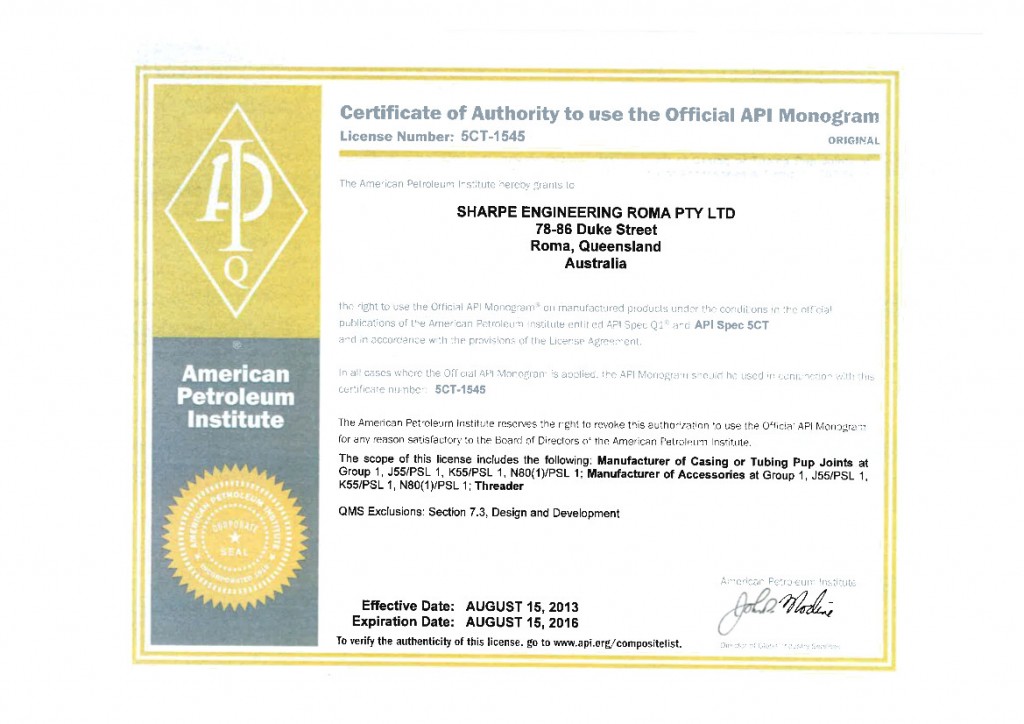 Certificate of Authority to use the Official API Monogram
License Number: 5CT-1545
ORIGINAL
The American Petroleum Institute hereby grants to
SHARPE ENGINEERING ROMA PTY LTD
78-86 Duke Street
Roma, Queensland
Australia
the right to use the Official API Monogram® on manufactured products under the conditions in the official
publications of the American Petroleum Institute entitled API Spec Q1® and API Spec 5CT
and in accordance with the provisions of the License Agreement.
In all cases where the Official API Monogram is applied, the API Monogram should be used in conjunction with this
certificate number: 5CT-1545
The American Petroleum Institute reserves the right to revoke this authorization to use the Official API Monogram
for any reason satisfactory to the Board of Directors of the American Petroleum Institute.
The scope of this license includes the following: Manufacturer of Casing or Tubing Pup Joints at
Group 1, J55/PSL 1, K55/PSL 1, N80(1)/PSL 1; Manufacturer of Accessories at Group 1, J55/PSL 1,
K55/PSL 1, N80(1)/PSL 1; Threader
QMS Exclusions: Section 7.3, Design and Development
Effective Date: AUGUST 15, 2013
Expiration Date: AUGUST 15, 2016
To verify the authenticity of this license, go to www.api.org/compositelist.
American Petroleum Institute
John D. Modine
Director of Global Industry Services
API
Q
®
American
Petroleum
Institute
AMERICAN PETROLEUM INSTITUTE
CORPORATE
SEAL
INCORPORATED 1919